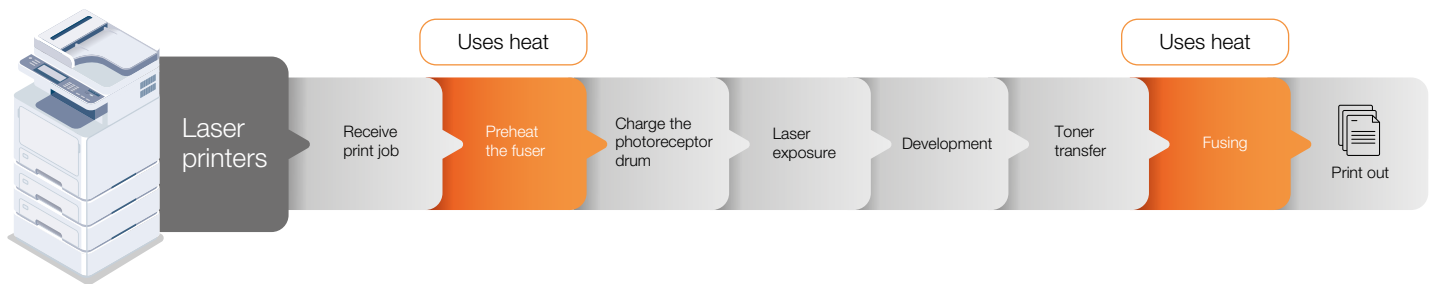 Uses heat
Uses heat
Laser
printers
Receive
print job
Preheat
the fuser
Charge the
photoreceptor
drum
Laser
exposure
Development
Toner
transfer
Fusing
Print out